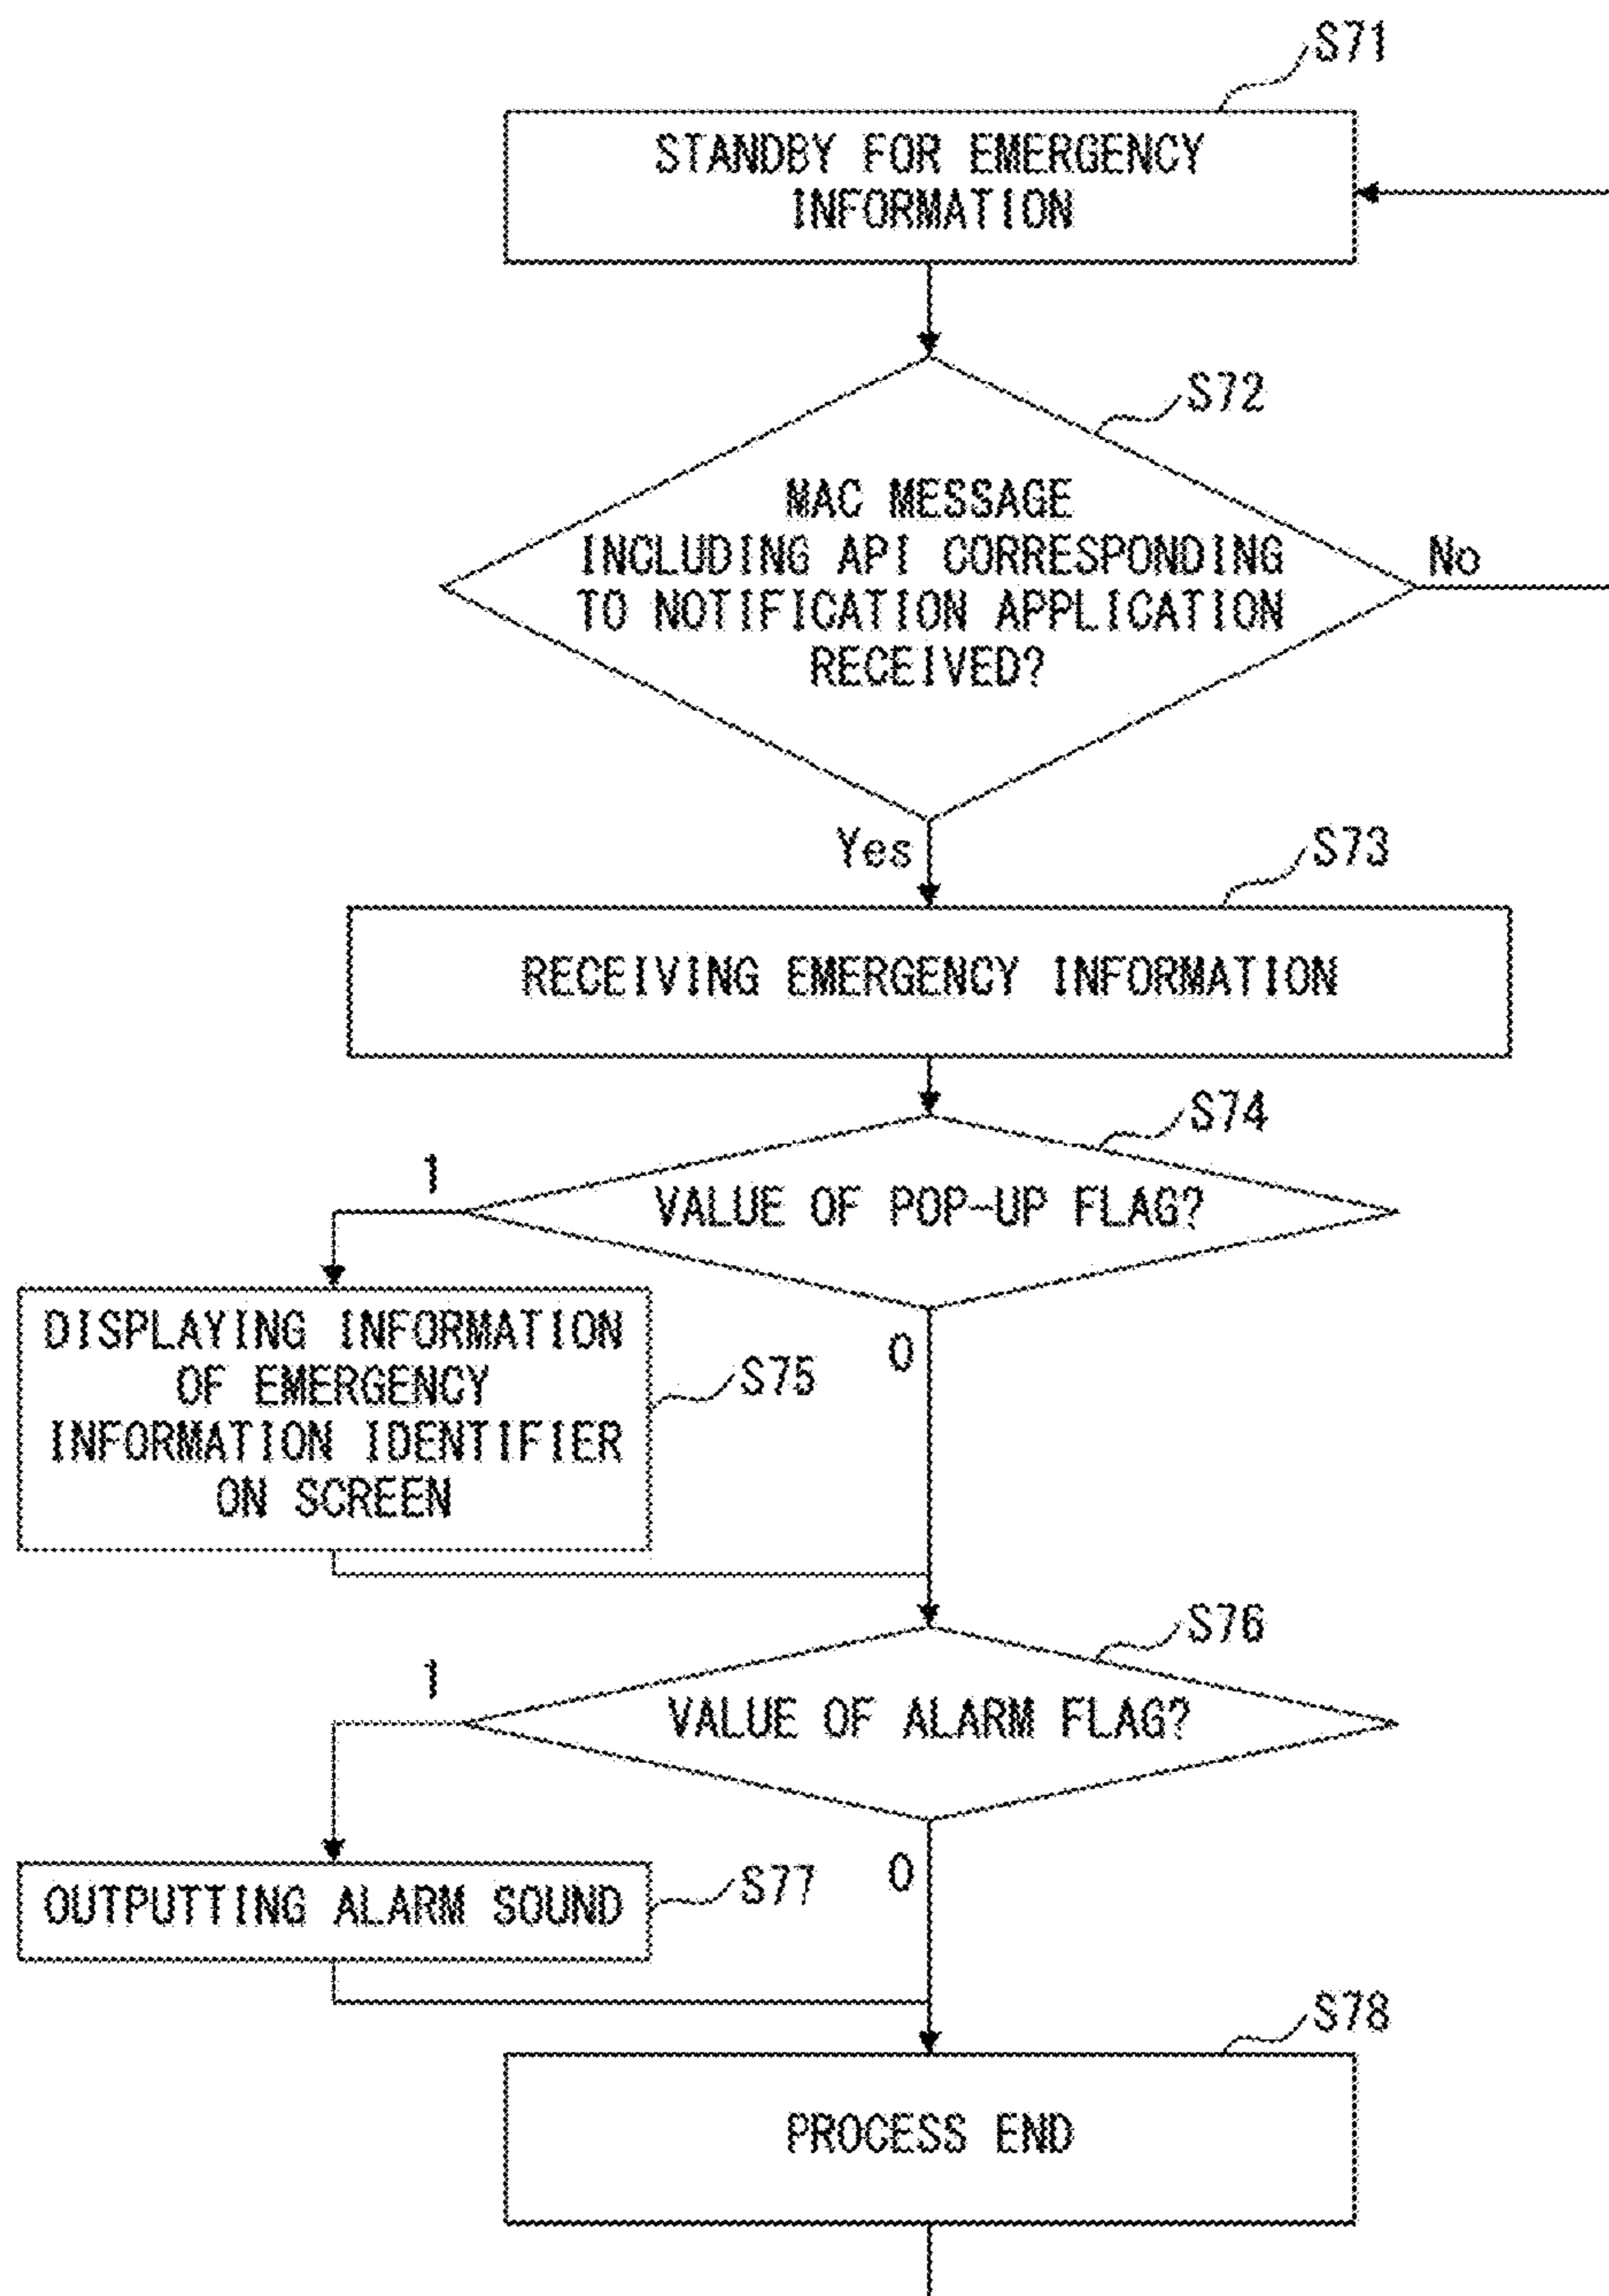 S71
STANDBY FOR EMERGENCY
INFORMATION
S72
MAC MESSAGE
INCLUDING API CORRESPONDING
TO NOTIFICATION APPLICATION
RECEIVED?
No
Yes
S73
RECEIVING EMERGENCY INFORMATION
S74
1
VALUE OF POP-UP FLAG?
0
DISPLAYING INFORMATION
OF EMERGENCY
INFORMATION IDENTIFIER
ON SCREEN
S75
S76
1
VALUE OF ALARM FLAG?
0
OUTPUTTING ALARM SOUND
S77
S78
PROCESS END